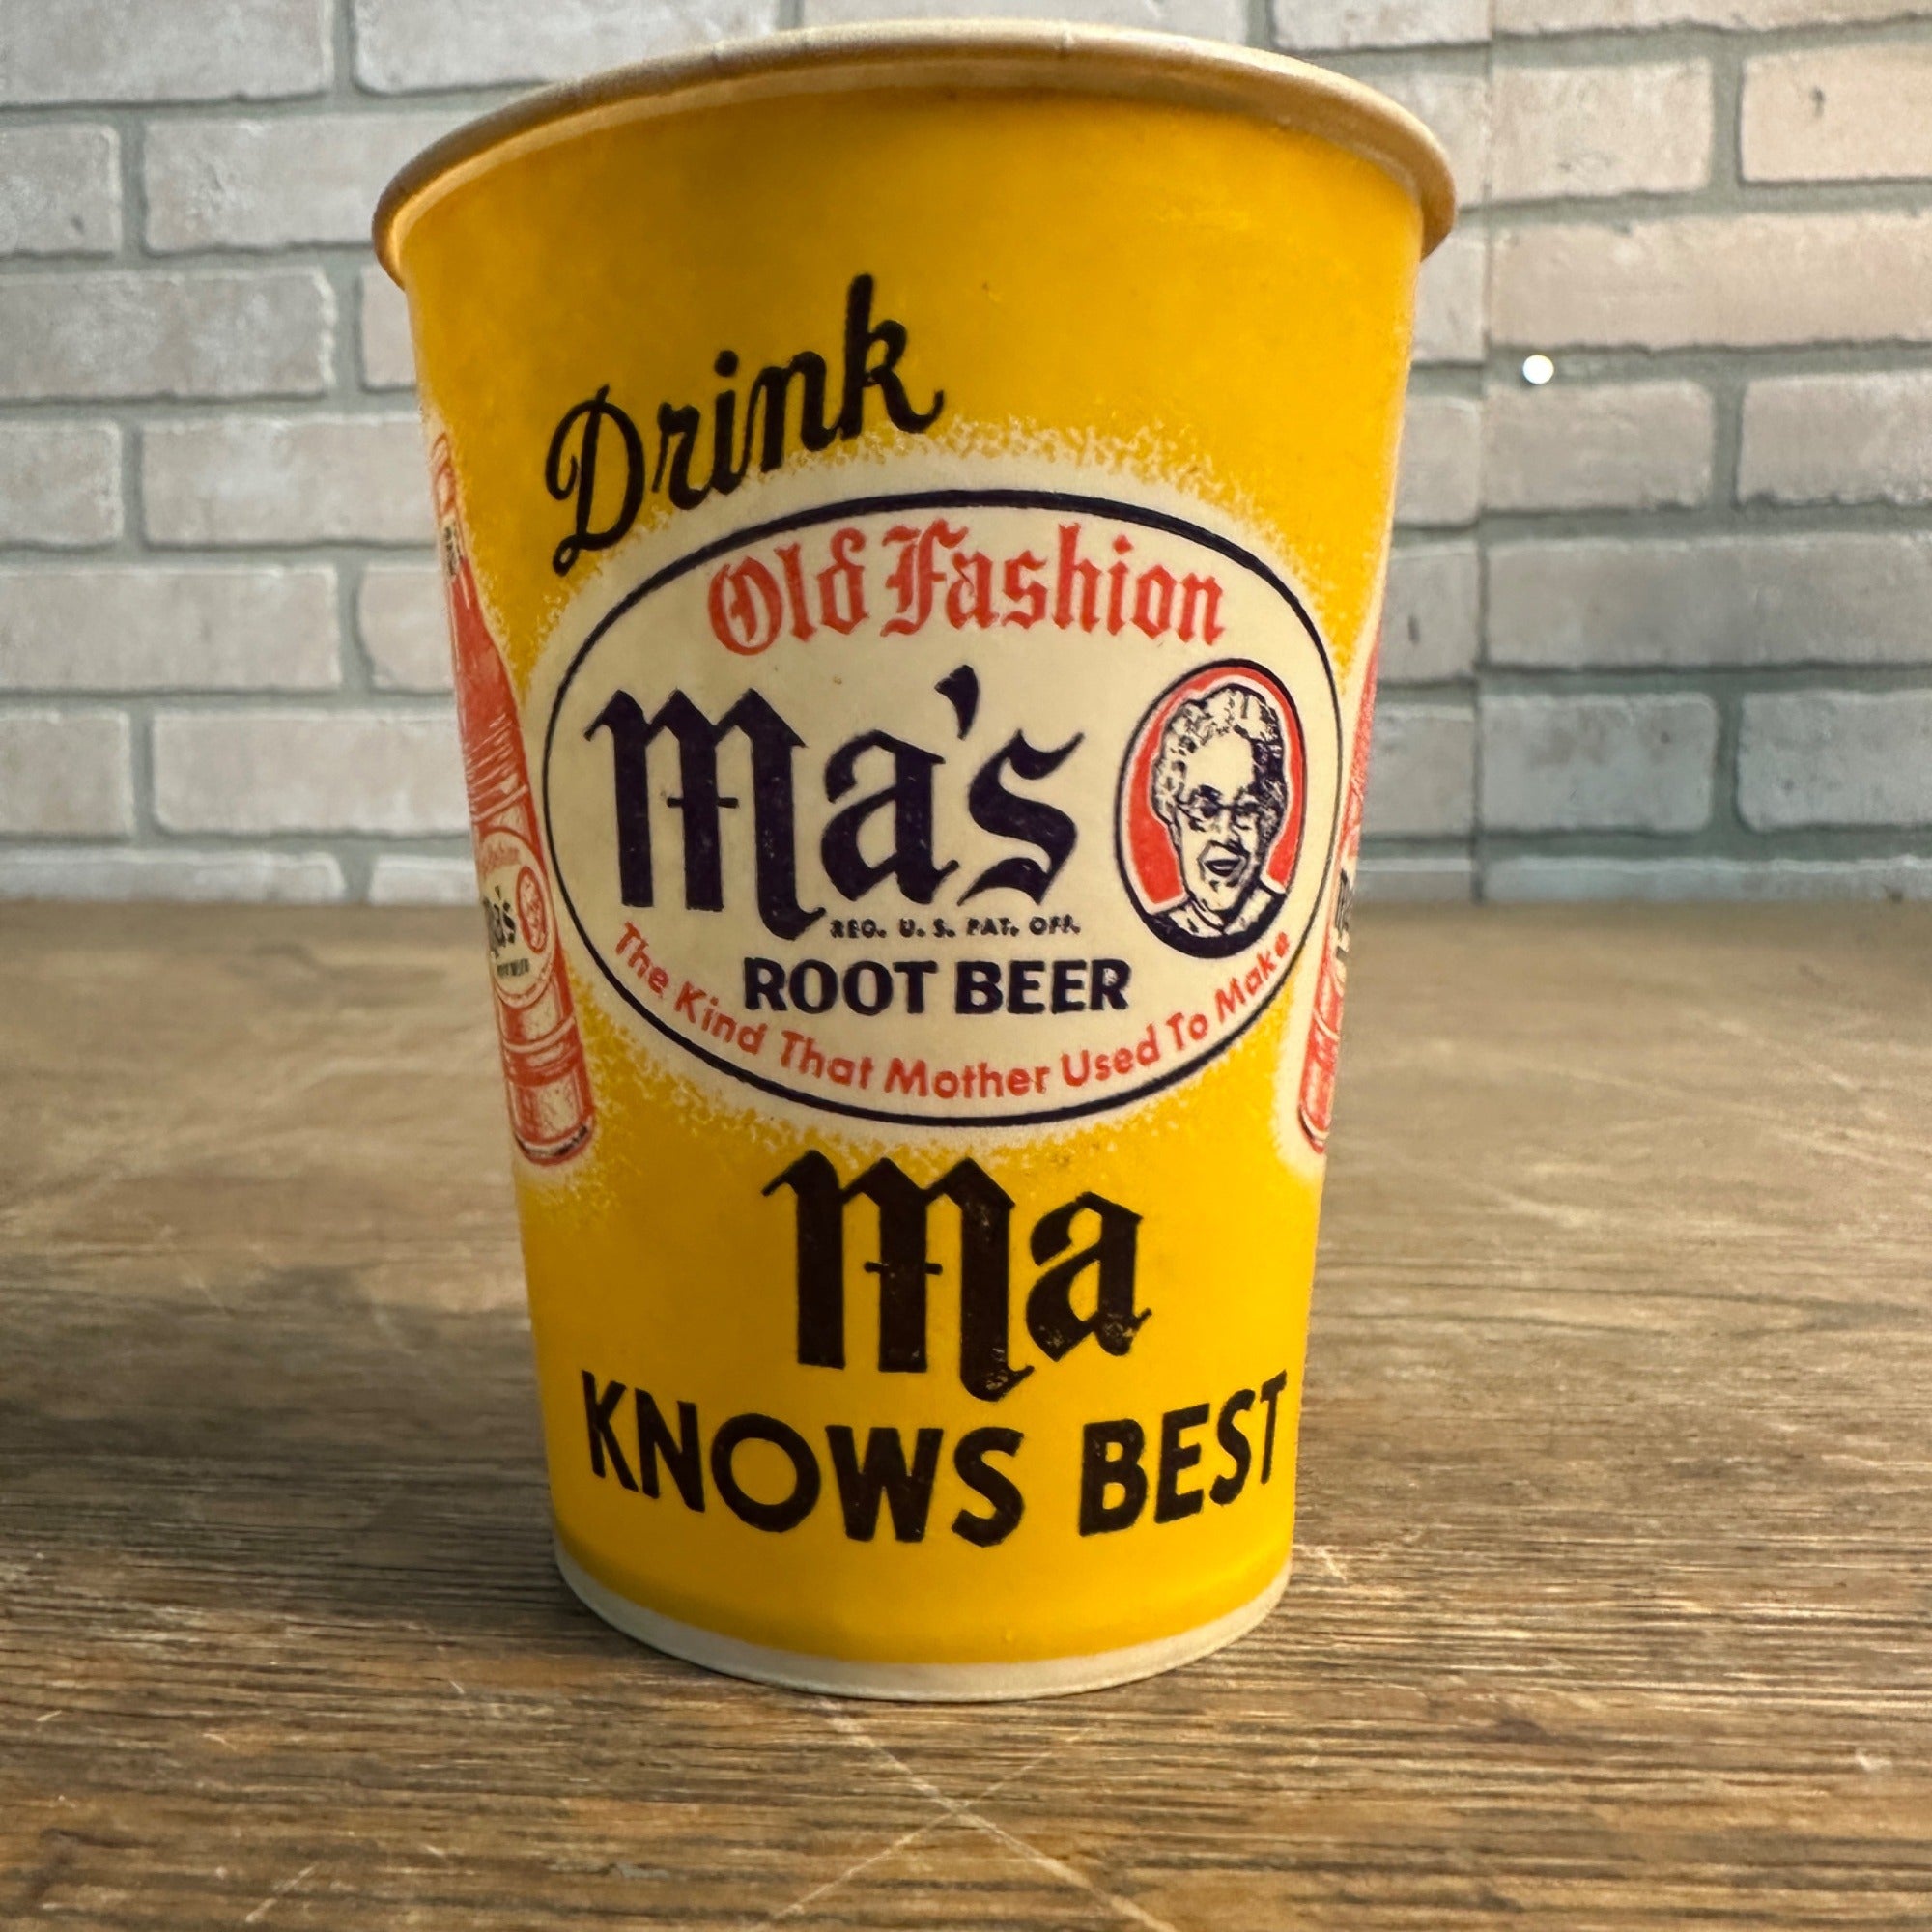 Drink
Old Fashion
Ma's
REG. U. S. PAT. OFF.
ROOT BEER
The Kind That Mother Used To Make
Ma
KNOWS BEST